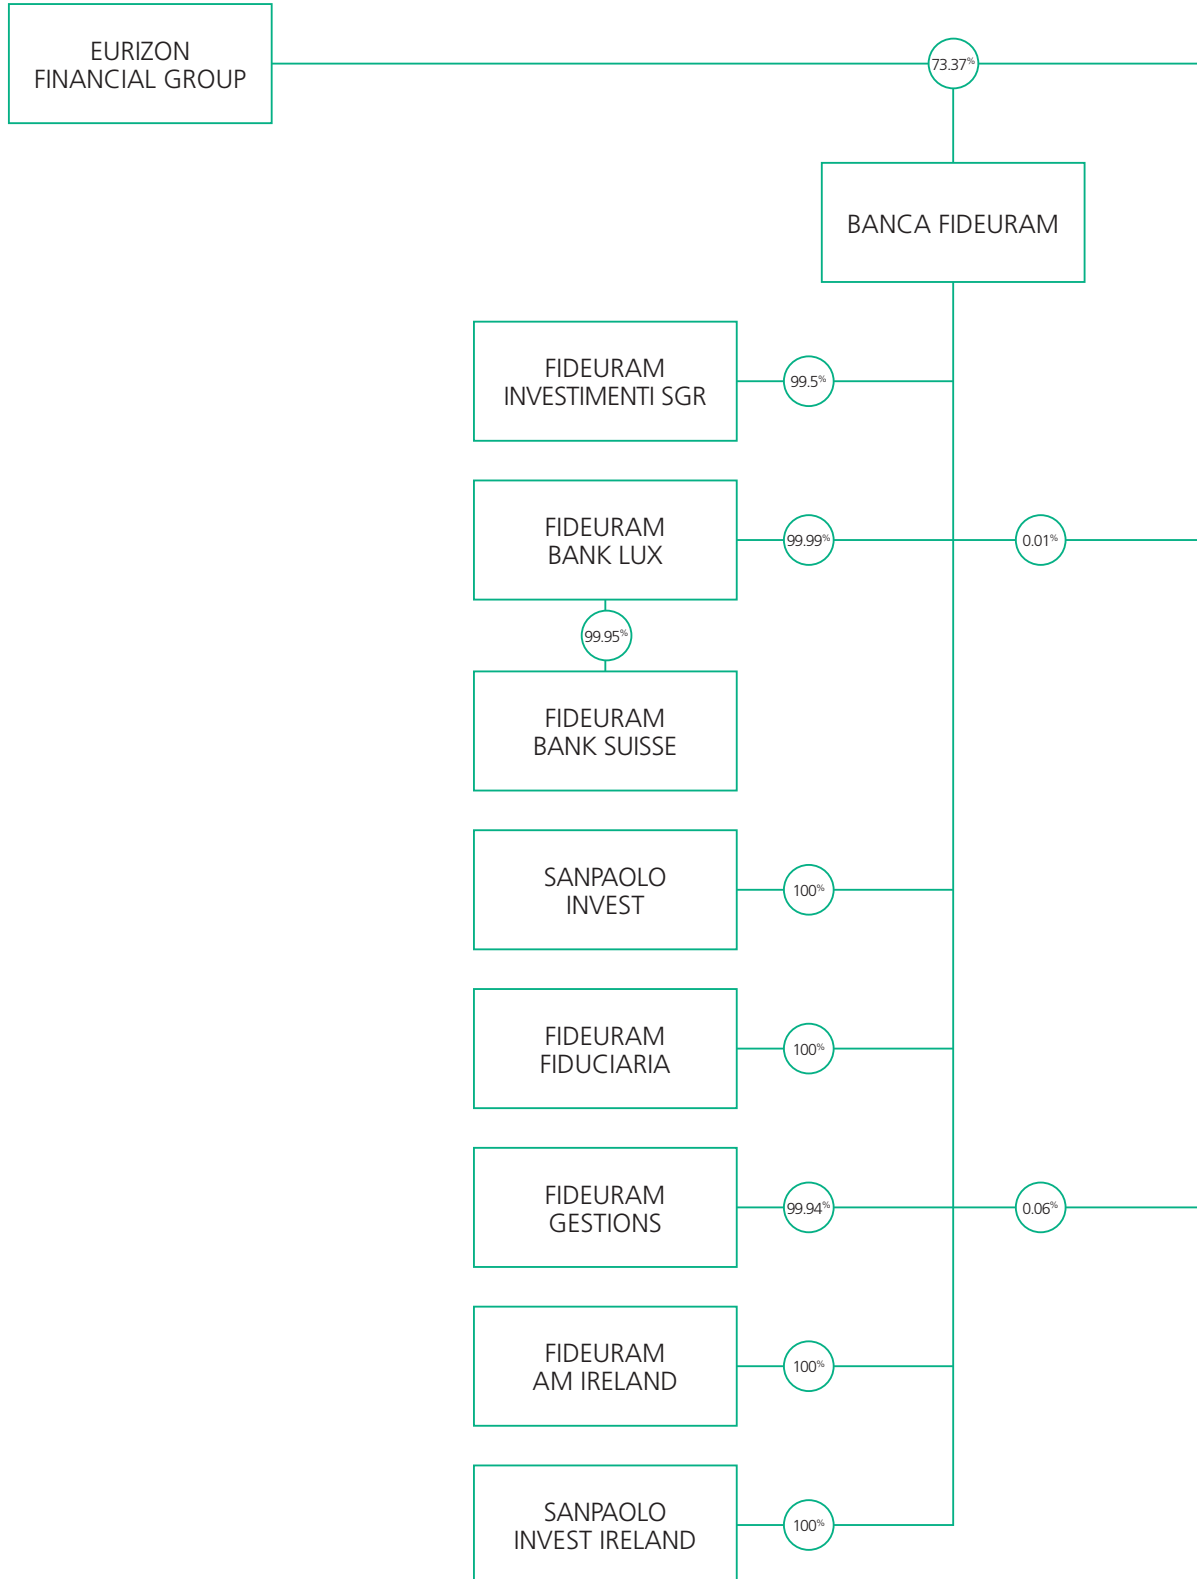 EURIZON
FINANCIAL GROUP
73.37%
BANCA FIDEURAM
FIDEURAM
INVESTIMENTI SGR
99.5%
FIDEURAM
BANK LUX
99.99%
0.01%
99.95%
FIDEURAM
BANK SUISSE
SANPAOLO
INVEST
100%
FIDEURAM
FIDUCIARIA
100%
FIDEURAM
GESTIONS
99.94%
0.06%
FIDEURAM
AM IRELAND
100%
SANPAOLO
INVEST IRELAND
100%